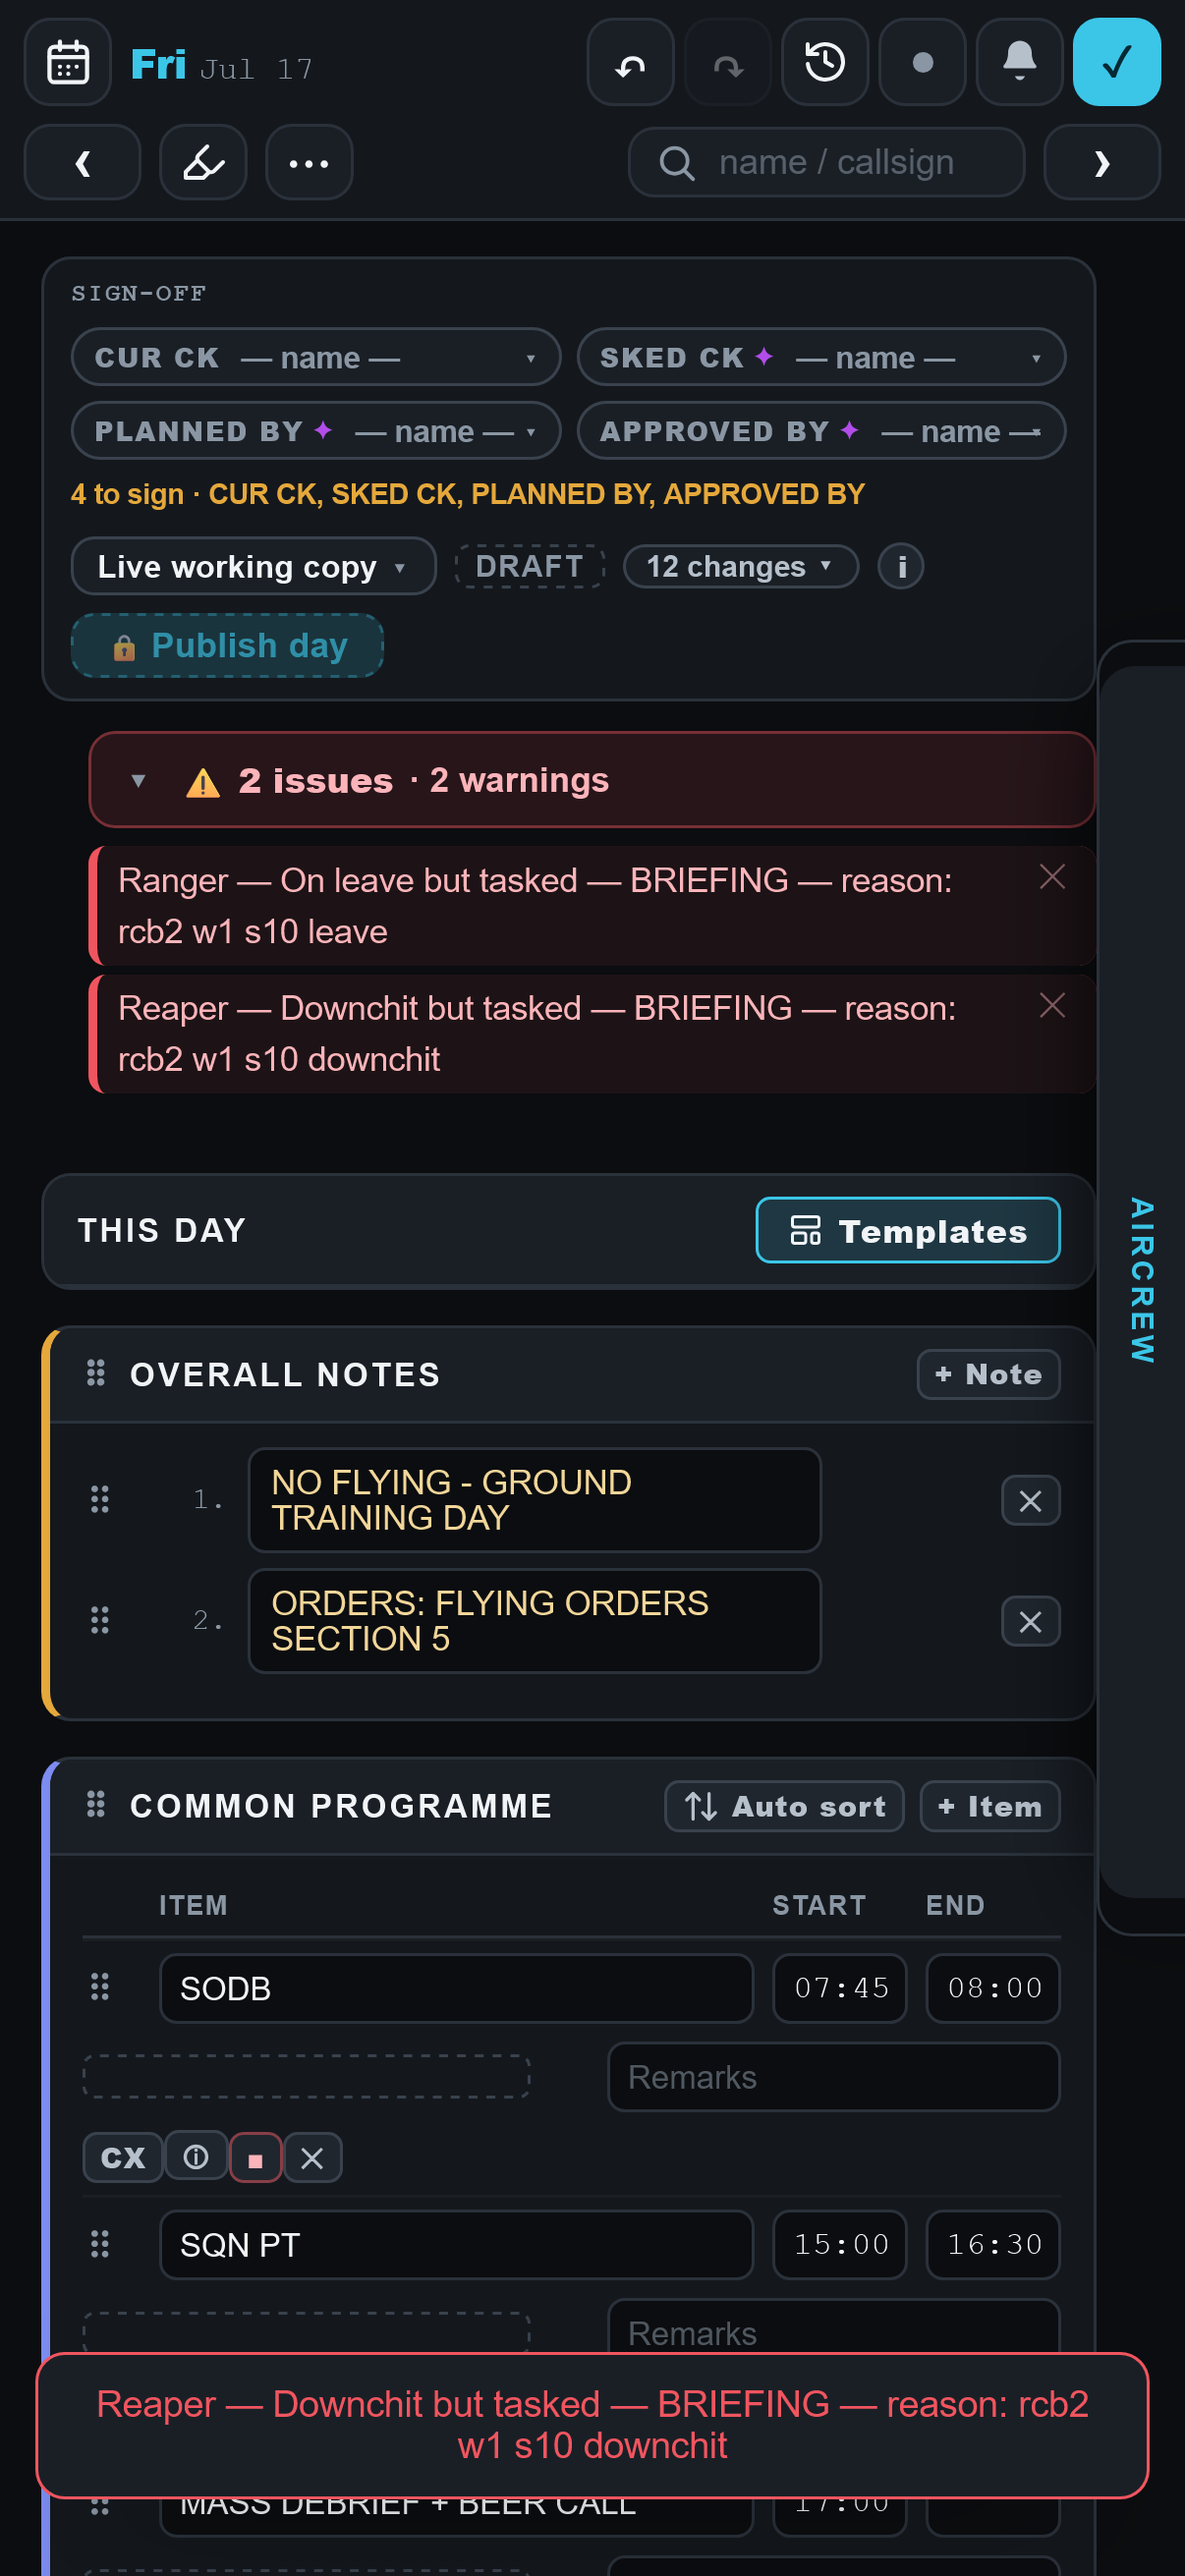 Fri Jul 17
name / callsign
SIGN-OFF
CUR CK — name —
SKED CK — name —
PLANNED BY — name —
APPROVED BY — name —
4 to sign · CUR CK, SKED CK, PLANNED BY, APPROVED BY
Live working copy DRAFT 12 changes i
Publish day
2 issues · 2 warnings
Ranger — On leave but tasked — BRIEFING — reason:
rcb2 w1 s10 leave
Reaper — Downchit but tasked — BRIEFING — reason:
rcb2 w1 s10 downchit
AIRCREW
THIS DAY Templates
OVERALL NOTES + Note
1. NO FLYING - GROUND
TRAINING DAY
2. ORDERS: FLYING ORDERS
SECTION 5
COMMON PROGRAMME Auto sort + Item
ITEM START END
SODB 07:45 08:00
Remarks
CX
SQN PT 15:00 16:30
Remarks
Reaper — Downchit but tasked — BRIEFING — reason: rcb2
w1 s10 downchit
MASS DEBRIEF + BEER CALL 17:00